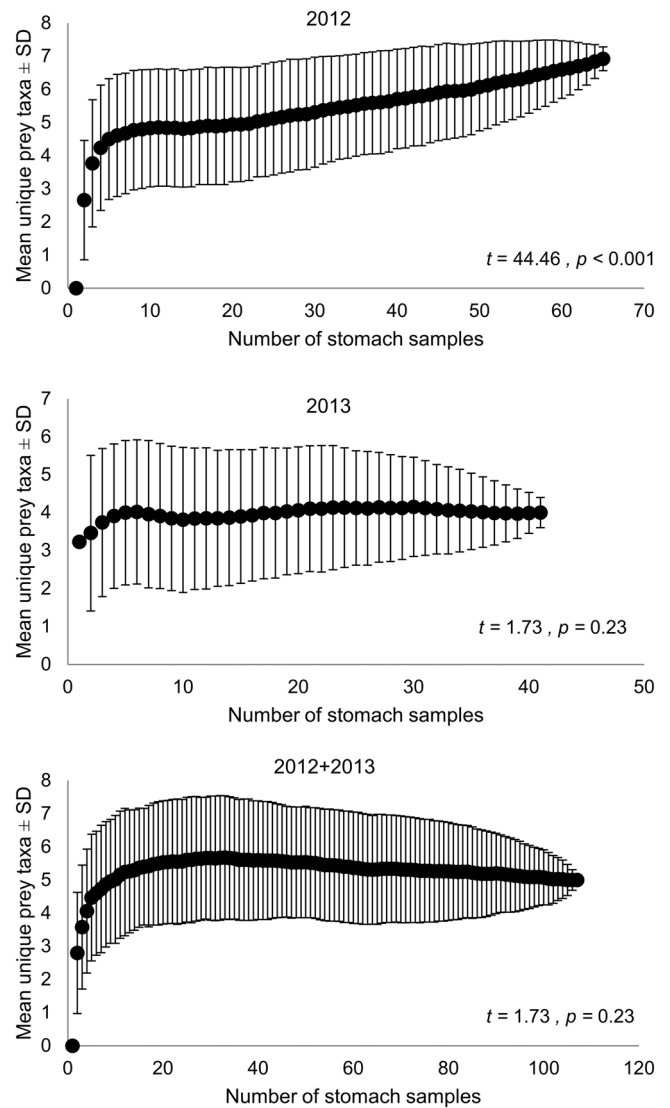 2012
8
7
6
5
4
3
2
1
0
Mean unique prey taxa ± SD
t = 44.46 , p < 0.001
0 10 20 30 40 50 60 70
Number of stomach samples
2013
7
6
5
4
3
2
1
0
Mean unique prey taxa ± SD
t = 1.73 , p = 0.23
0 10 20 30 40 50
Number of stomach samples
2012+2013
8
7
6
5
4
3
2
1
0
Mean unique prey taxa ± SD
t = 1.73 , p = 0.23
0 20 40 60 80 100 120
Number of stomach samples